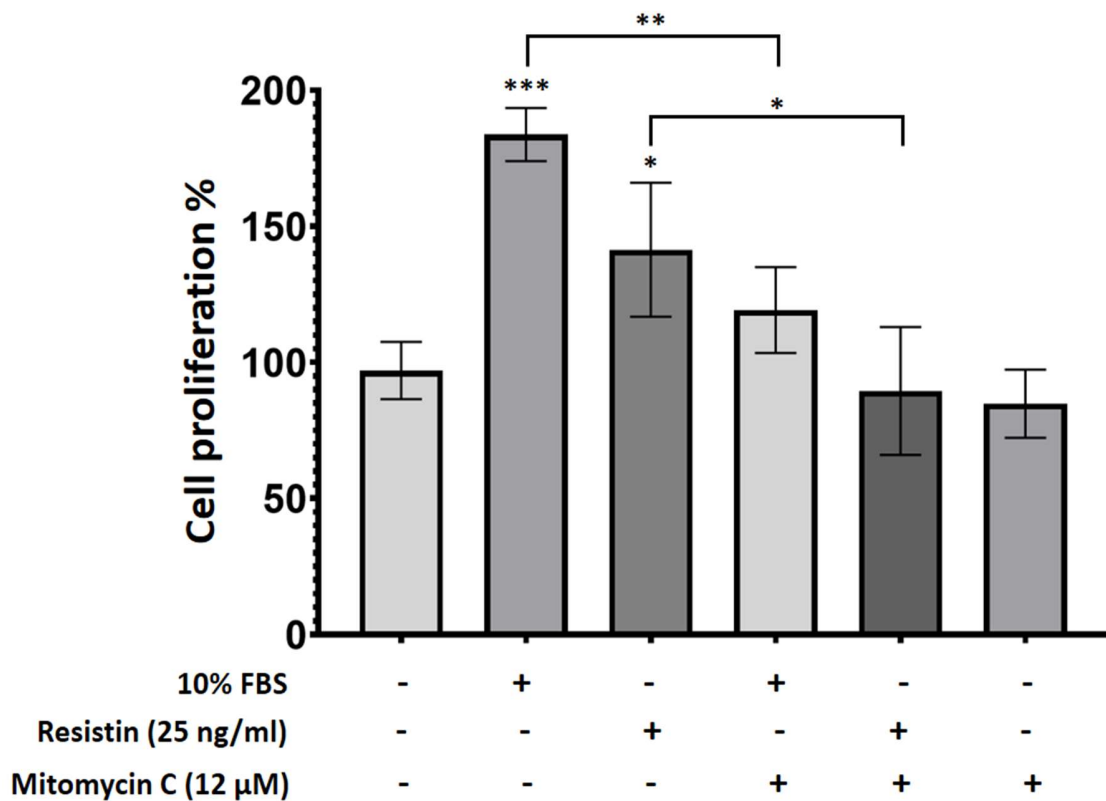 **
***
*
*
200
150
100
50
0
Cell proliferation %
10% FBS - + - + - -
Resistin (25 ng/ml) - - + - + -
Mitomycin C (12 μM) - - - + + +